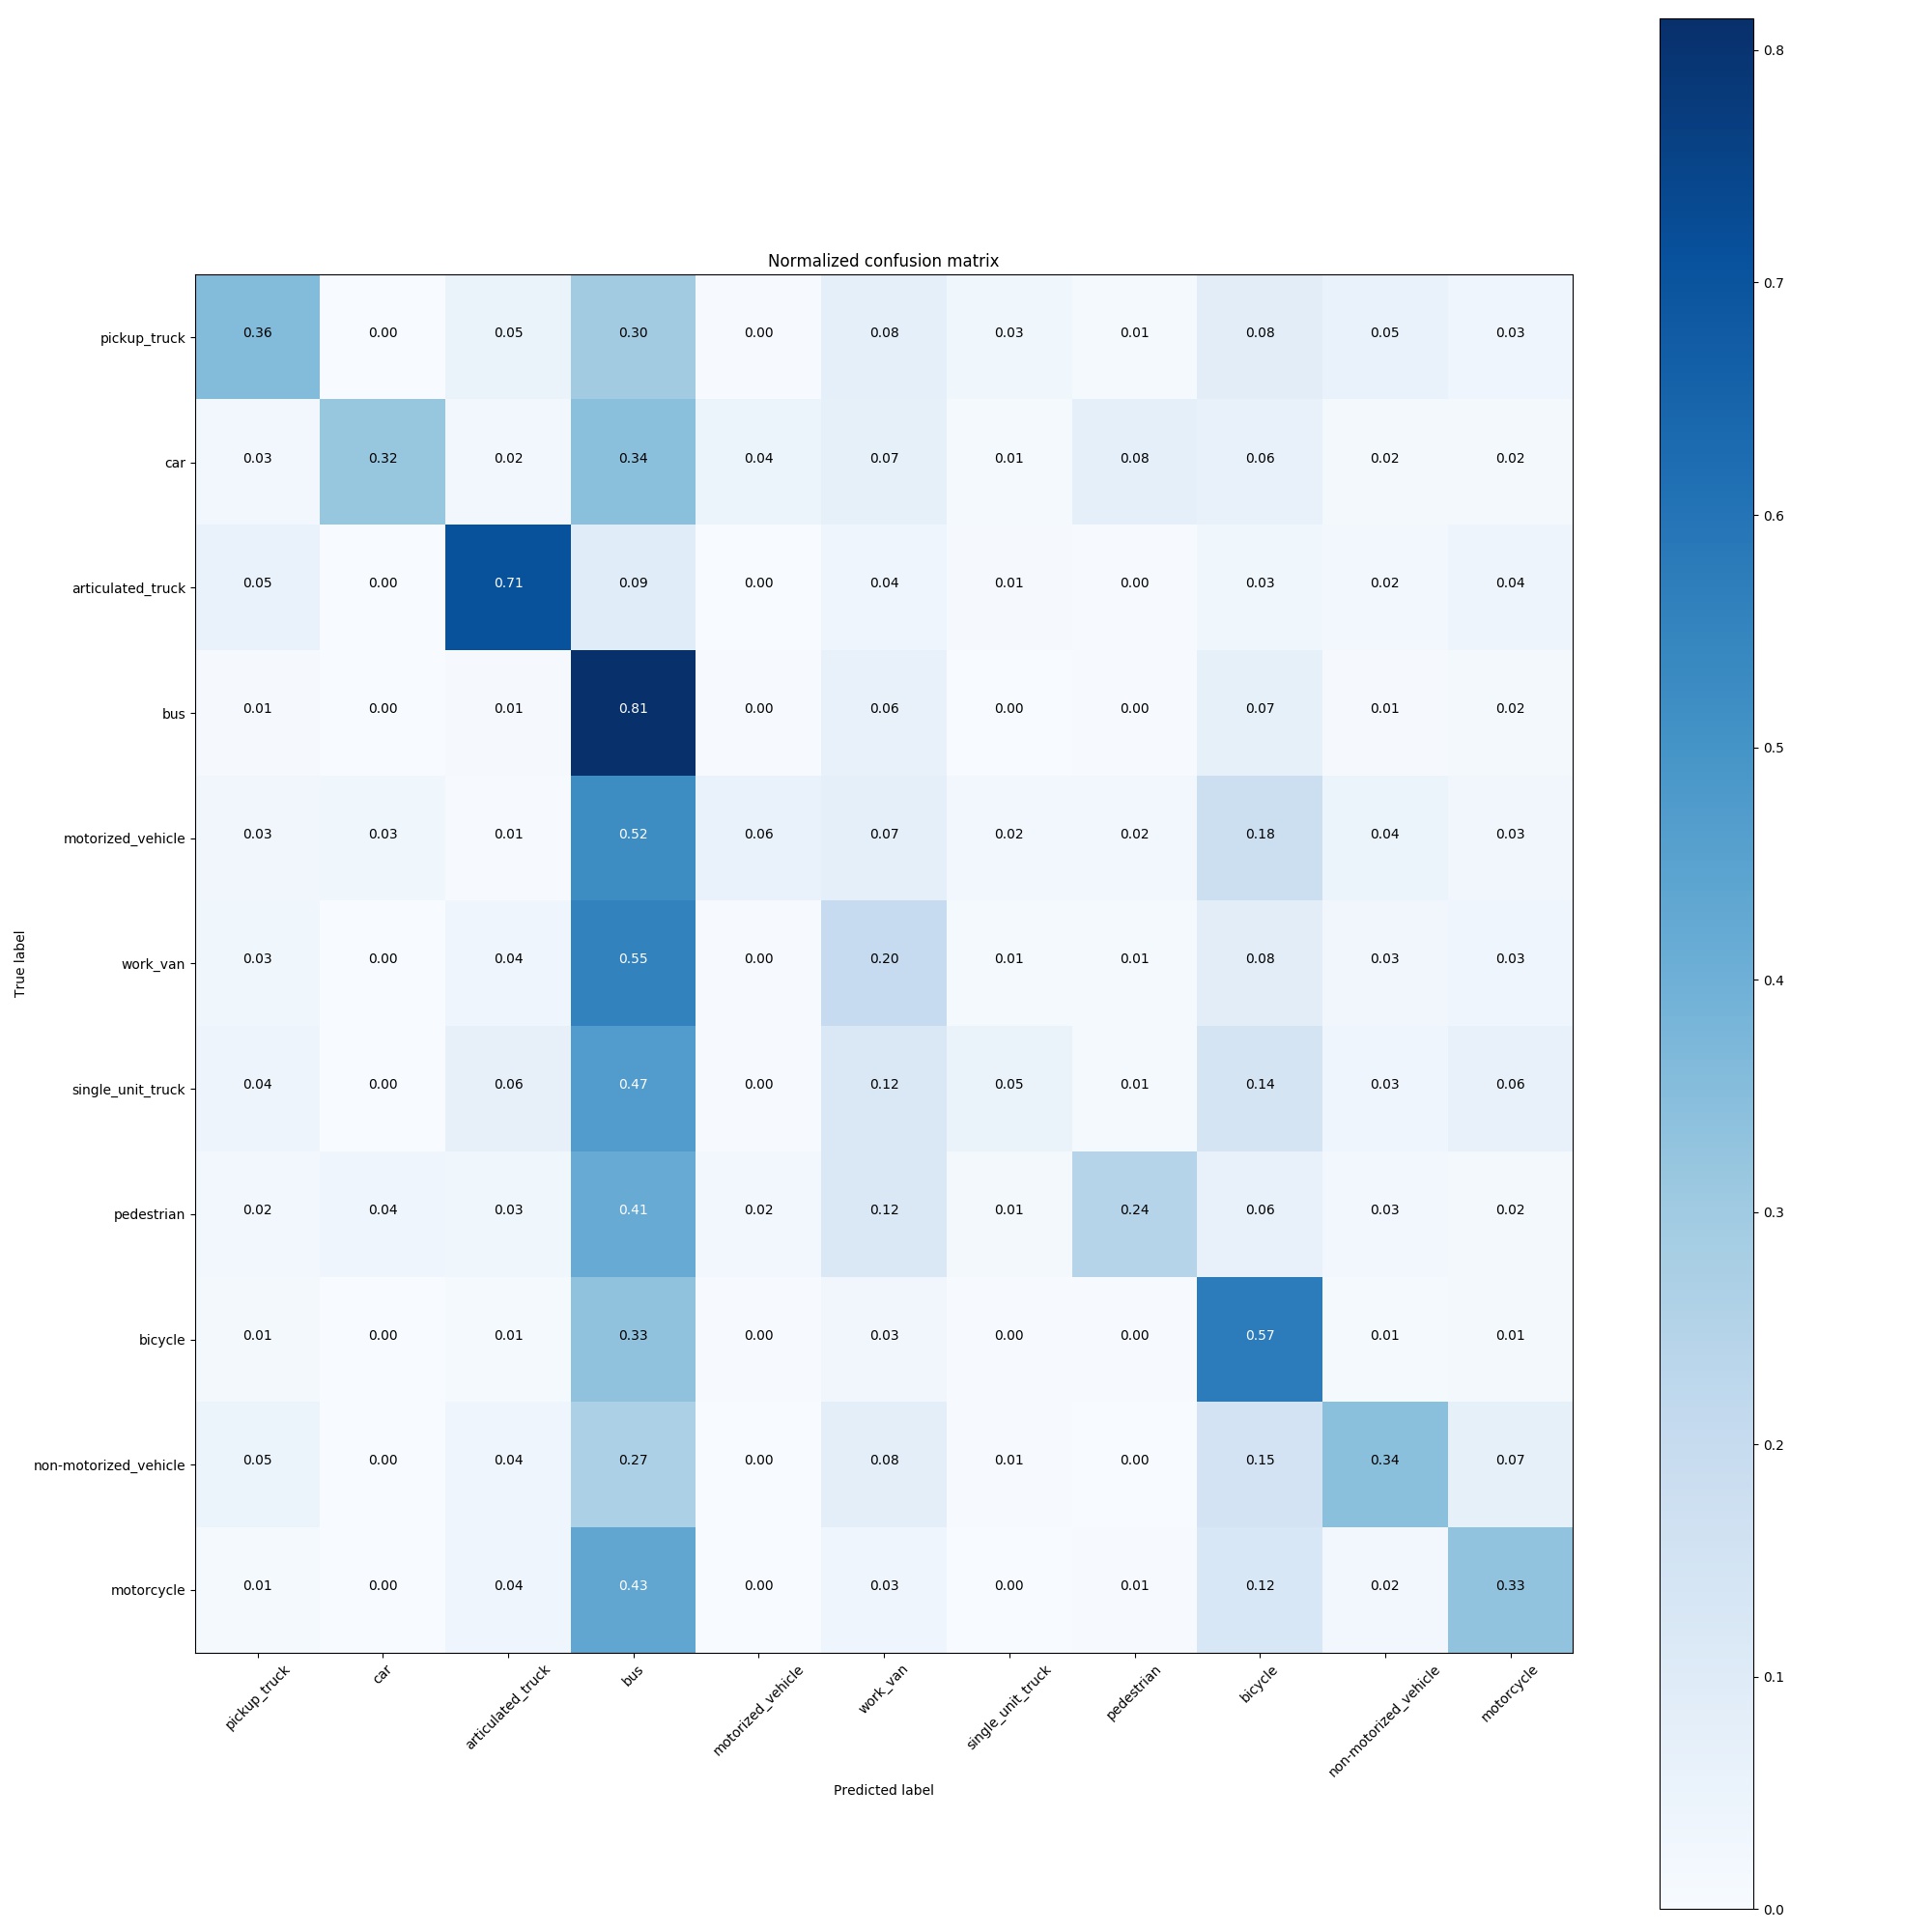 Normalized confusion matrix
pickup_truck 0.36 0.00 0.05 0.30 0.00 0.08 0.03 0.01 0.08 0.05 0.03
car 0.03 0.32 0.02 0.34 0.04 0.07 0.01 0.08 0.06 0.02 0.02
articulated_truck 0.05 0.00 0.71 0.09 0.00 0.04 0.01 0.00 0.03 0.02 0.04
bus 0.01 0.00 0.01 0.81 0.00 0.06 0.00 0.00 0.07 0.01 0.02
motorized_vehicle 0.03 0.03 0.01 0.52 0.06 0.07 0.02 0.02 0.18 0.04 0.03
work_van 0.03 0.00 0.04 0.55 0.00 0.20 0.01 0.01 0.08 0.03 0.03
single_unit_truck 0.04 0.00 0.06 0.47 0.00 0.12 0.05 0.01 0.14 0.03 0.06
pedestrian 0.02 0.04 0.03 0.41 0.02 0.12 0.01 0.24 0.06 0.03 0.02
bicycle 0.01 0.00 0.01 0.33 0.00 0.03 0.00 0.00 0.57 0.01 0.01
non-motorized_vehicle 0.05 0.00 0.04 0.27 0.00 0.08 0.01 0.00 0.15 0.34 0.07
motorcycle 0.01 0.00 0.04 0.43 0.00 0.03 0.00 0.01 0.12 0.02 0.33
True label
pickup_truck car articulated_truck bus motorized_vehicle work_van single_unit_truck pedestrian bicycle non-motorized_vehicle motorcycle
Predicted label
0.8
0.7
0.6
0.5
0.4
0.3
0.2
0.1
0.0